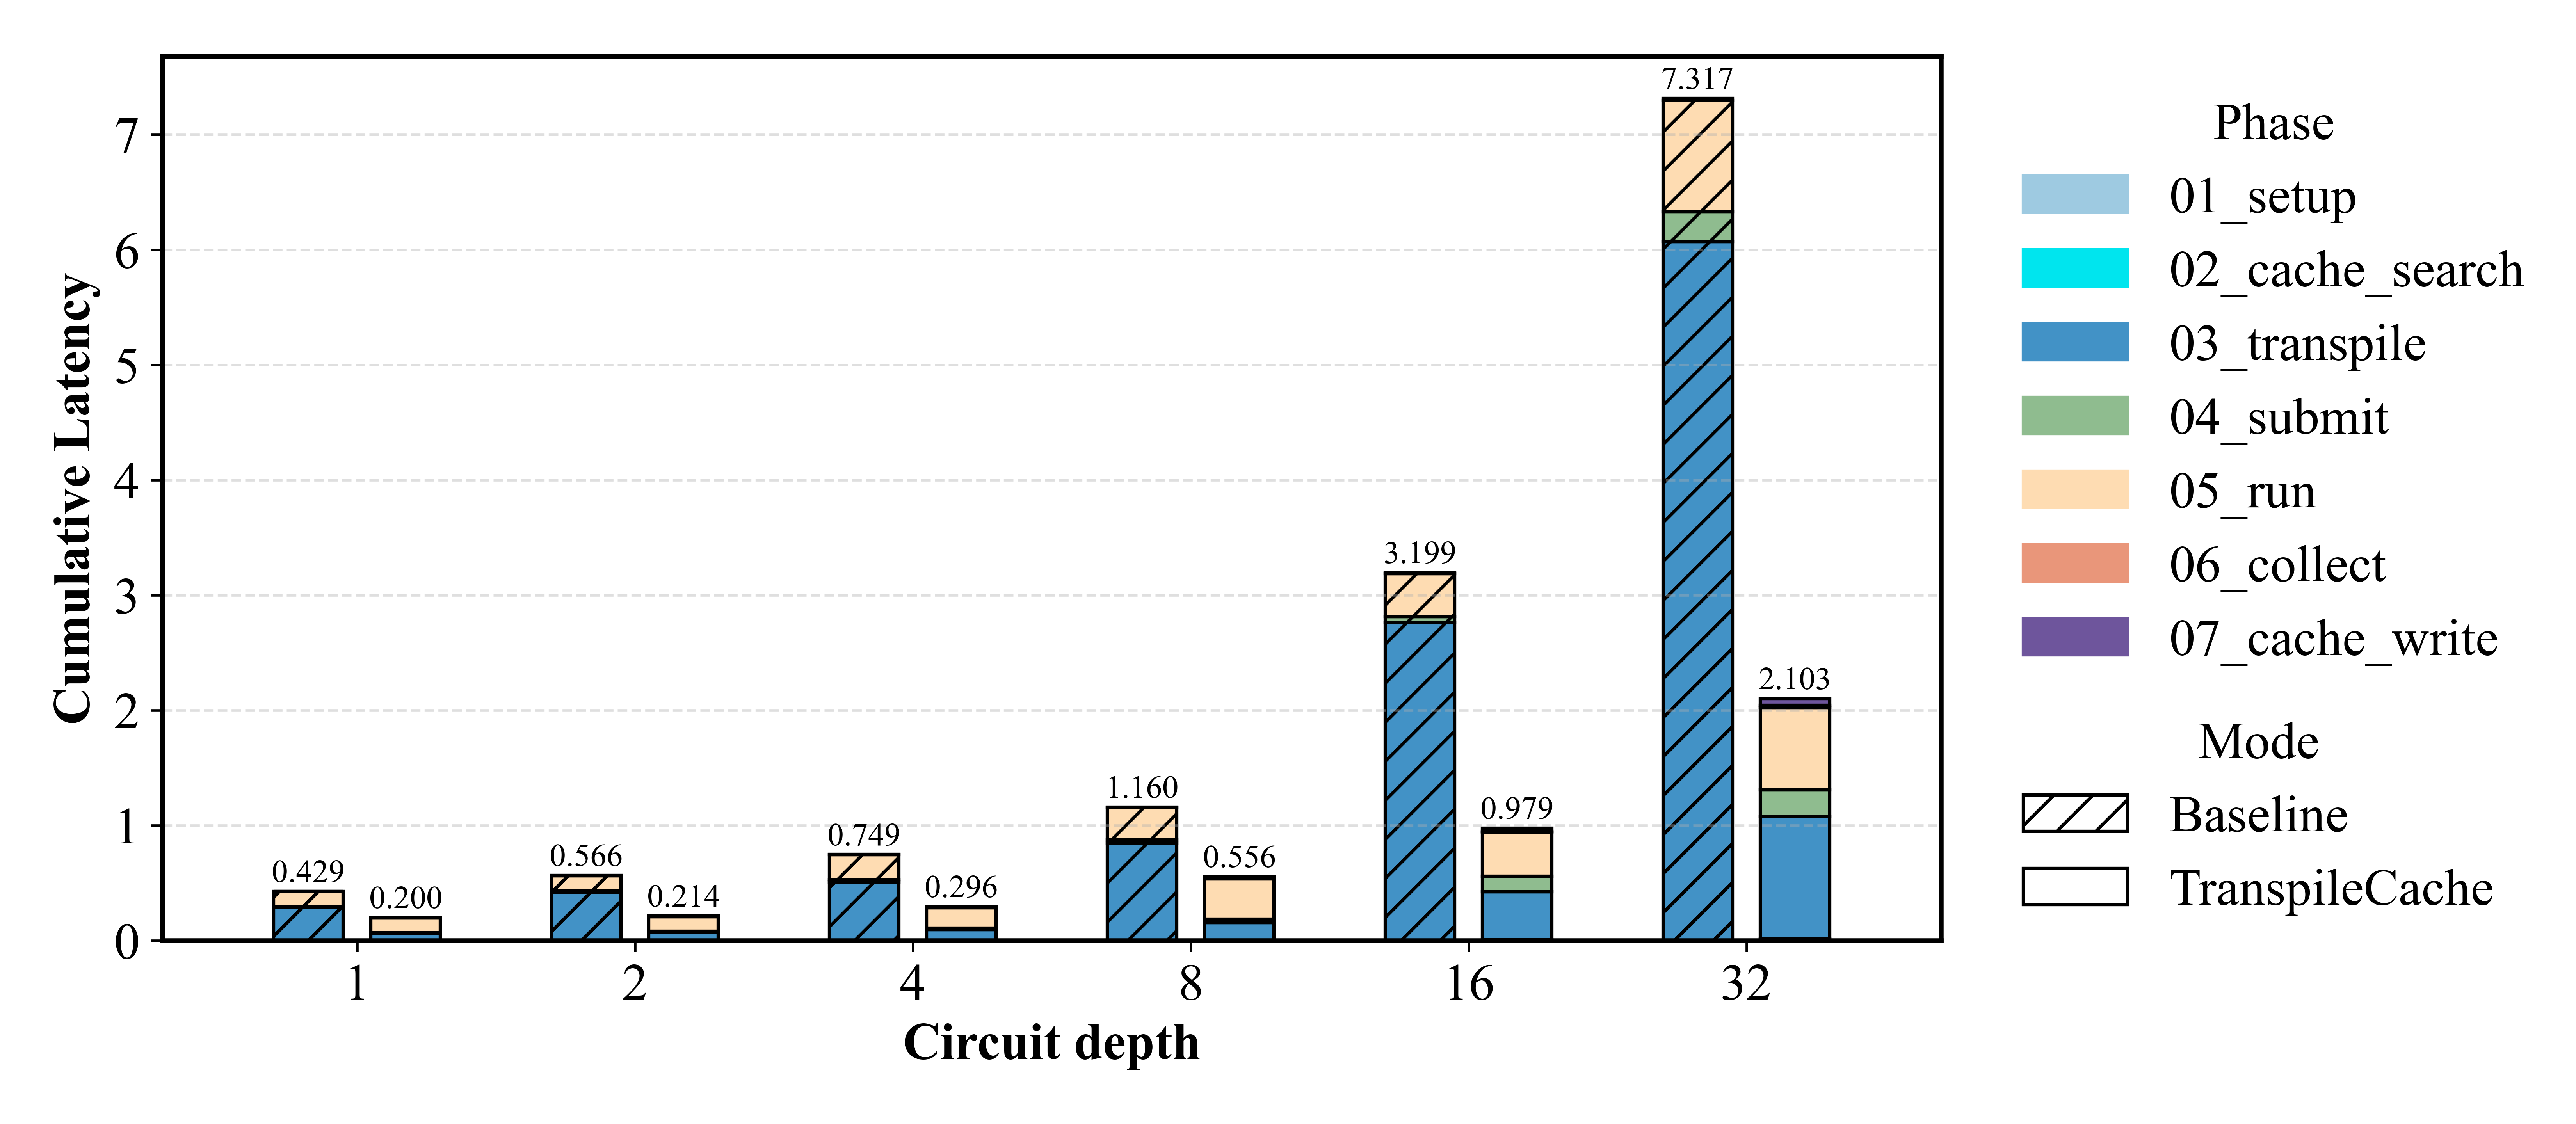 7.317
7
6
5
4
3.199
3
2.103
2
1.160
0.979
1
0.749
0.556
0.566
0.429
0.296
0.214
0.200
0
1 2 4 8 16 32
Cumulative Latency
Circuit depth
Phase
01_setup
02_cache_search
03_transpile
04_submit
05_run
06_collect
07_cache_write
Mode
Baseline
TranspileCache